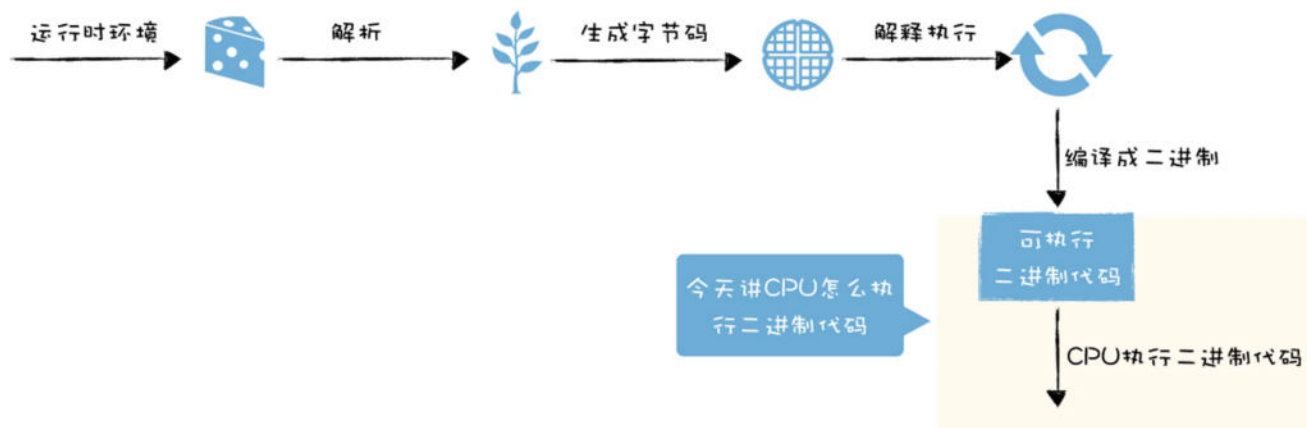 运行时环境
解析
生成字节码
解释执行
编译成二进制
可执行
二进制代码
今天讲CPU怎么执
行二进制代码
CPU执行二进制代码